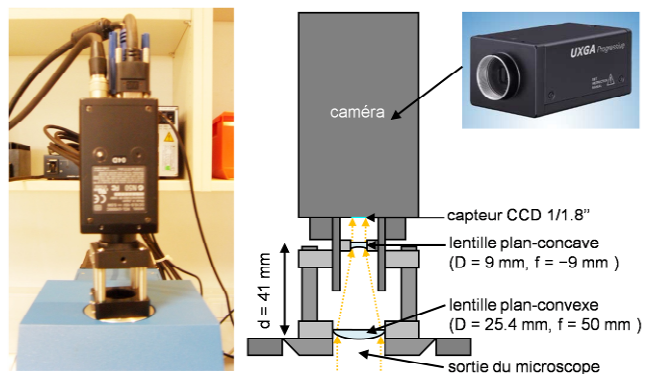 UXGA Progressive
caméra
capteur CCD 1/1.8”
lentille plan-concave
(D = 9 mm, f = −9 mm )
d = 41 mm
lentille plan-convexe
(D = 25.4 mm, f = 50 mm )
sortie du microscope